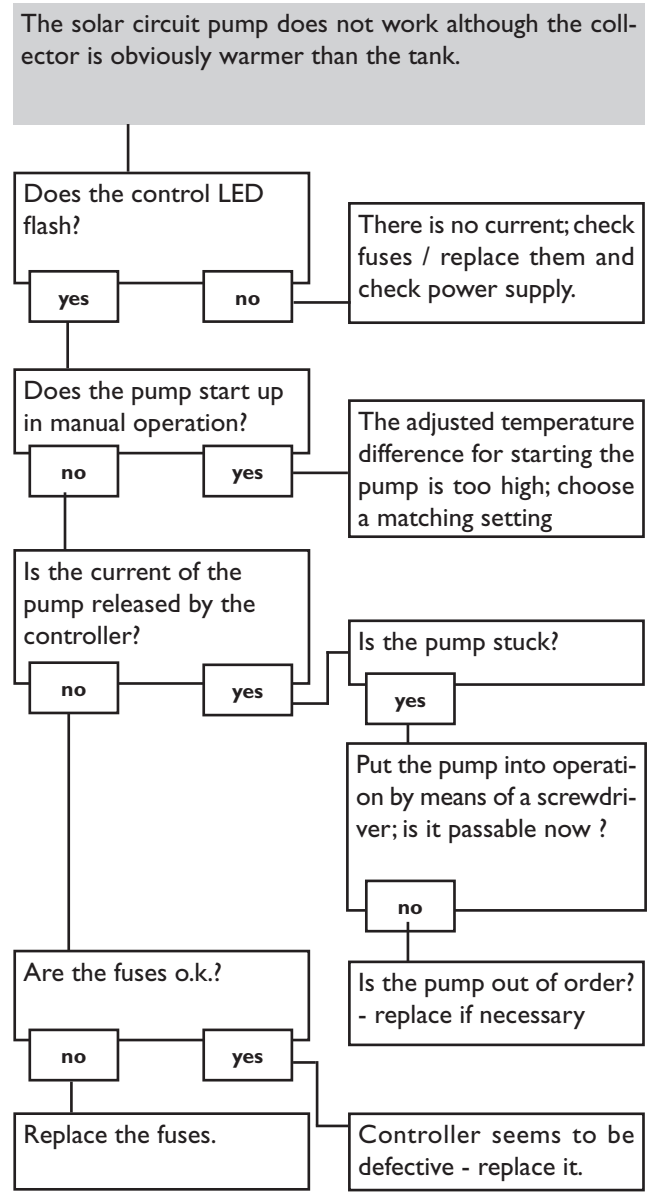 The solar circuit pump does not work although the coll-
ector is obviously warmer than the tank.
Does the control LED
flash?
yes
no
There is no current; check
fuses / replace them and
check power supply.
Does the pump start up
in manual operation?
no
yes
The adjusted temperature
difference for starting the
pump is too high; choose
a matching setting
Is the current of the
pump released by the
controller?
no
yes
Is the pump stuck?
yes
Put the pump into operati-
on by means of a screwdri-
ver; is it passable now ?
no
Is the pump out of order?
- replace if necessary
Are the fuses o.k.?
no
yes
Replace the fuses.
Controller seems to be
defective - replace it.